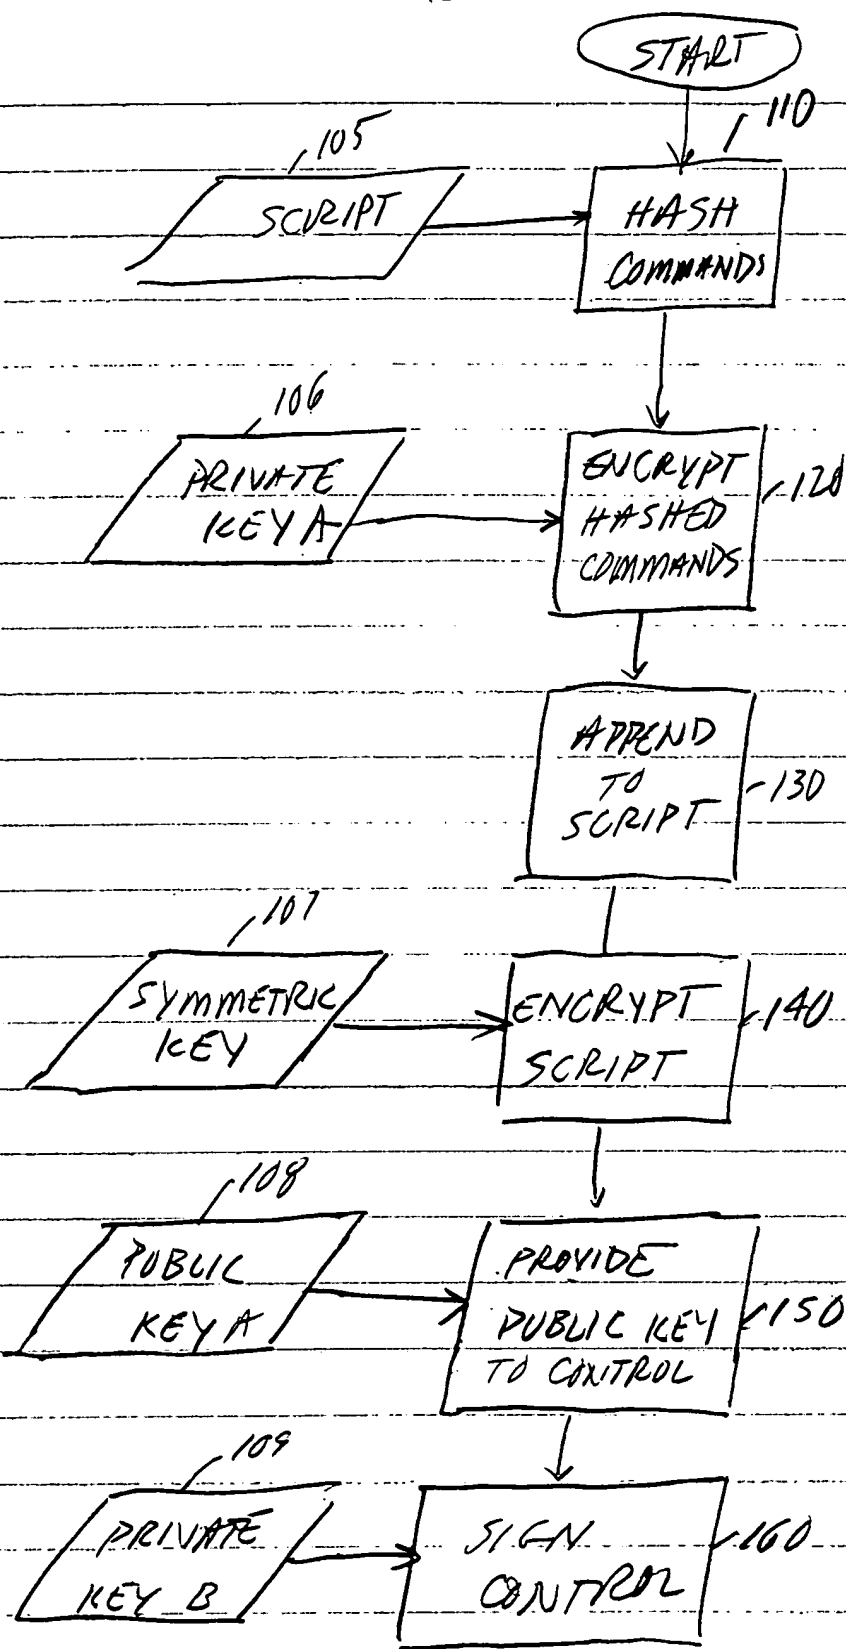 START
110
105
SCRIPT
HASH
COMMANDS
106
PRIVATE
KEY A
ENCRYPT
HASHED
COMMANDS
120
APPEND
TO
SCRIPT
130
107
SYMMETRIC
KEY
ENCRYPT
SCRIPT
140
108
PUBLIC
KEY A
PROVIDE
PUBLIC KEY
TO CONTROL
150
109
PRIVATE
KEY B
SIGN
CONTROL
160